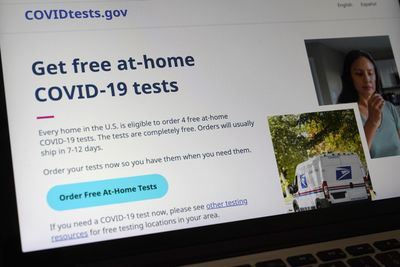 COVIDtests.gov
English Español
Get free at-home
COVID-19 tests
Every home in the U.S. is eligible to order 4 free at-home
COVID-19 tests. The tests are completely free. Orders will usually
ship in 7-12 days.
Order your tests now so you have them when you need them.
Order Free At-Home Tests
If you need a COVID-19 test now, please see other testing
resources for free testing locations in your area.